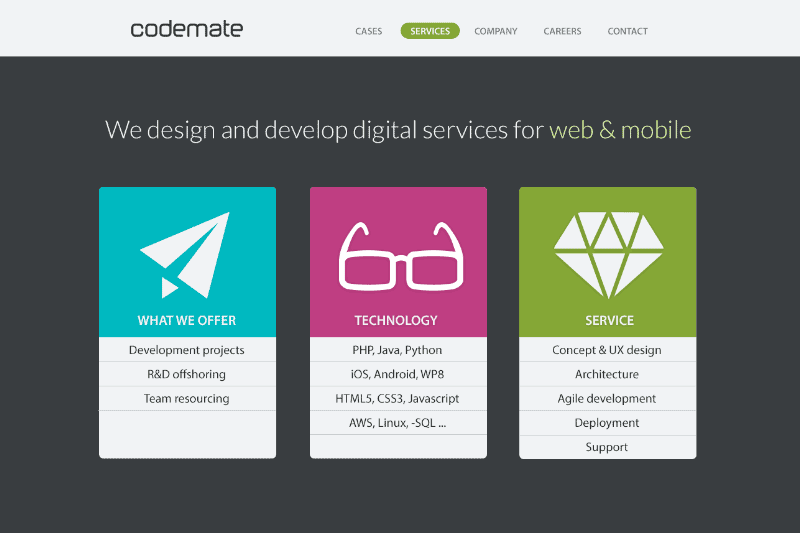 codemate
CASES
SERVICES
COMPANY
CAREERS
CONTACT
We design and develop digital services for web & mobile
WHAT WE OFFER
Development projects
R&D offshoring
Team resourcing
TECHNOLOGY
PHP, Java, Python
iOS, Android, WP8
HTML5, CSS3, Javascript
AWS, Linux, -SQL ...
SERVICE
Concept & UX design
Architecture
Agile development
Deployment
Support